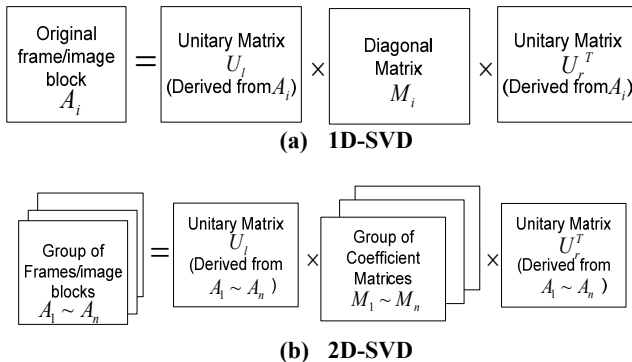 Original
frame/image
block
A_i
=
Unitary Matrix
U_l
(Derived from A_i)
×
Diagonal
Matrix
M_i
×
Unitary Matrix
U_r^T
(Derived from A_i)
(a) 1D-SVD
Group of
Frames/image
blocks
A_1 ~ A_n
=
Unitary Matrix
U_l
(Derived from
A_1 ~ A_n )
×
Group of
Coefficient
Matrices
M_1 ~ M_n
×
Unitary Matrix
U_r^T
(Derived from
A_1 ~ A_n )
(b) 2D-SVD